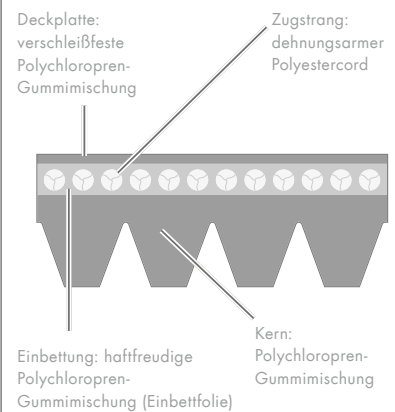 Deckplatte:
verschleißfeste
Polychloropren-
Gummimischung
Zugstrang:
dehnungsarmer
Polyestercord
Kern:
Polychloropren-
Gummimischung
Einbettung: haftfreudige
Polychloropren-
Gummimischung (Einbettfolie)